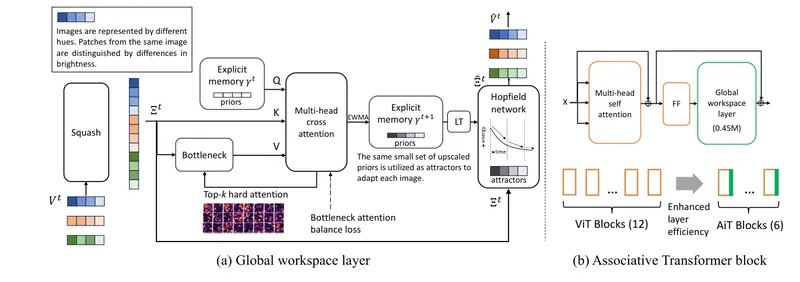 Images are represented by different
hues. Patches from the same image
are distinguished by differences in
brightness.
Squash
V^t
Ξ^t
Explicit
memory γ^t
priors
Q
K
V
Bottleneck
Multi-head
cross
attention
Top-k hard attention
Bottleneck attention
balance loss
EWMA
Explicit
memory γ^{t+1}
priors
LT
The same small set of upscaled
priors is utilized as attractors to
adapt each image.
V̂^t
Ξ̂^t
Hopfield
network
energy
time
attractors
Ξ^t
(a) Global workspace layer
X
Multi-head
self
attention
FF
Global
workspace
layer
(0.45M)
...
...
ViT Blocks (12)
Enhanced
layer
efficiency
AiT Blocks (6)
(b) Associative Transformer block